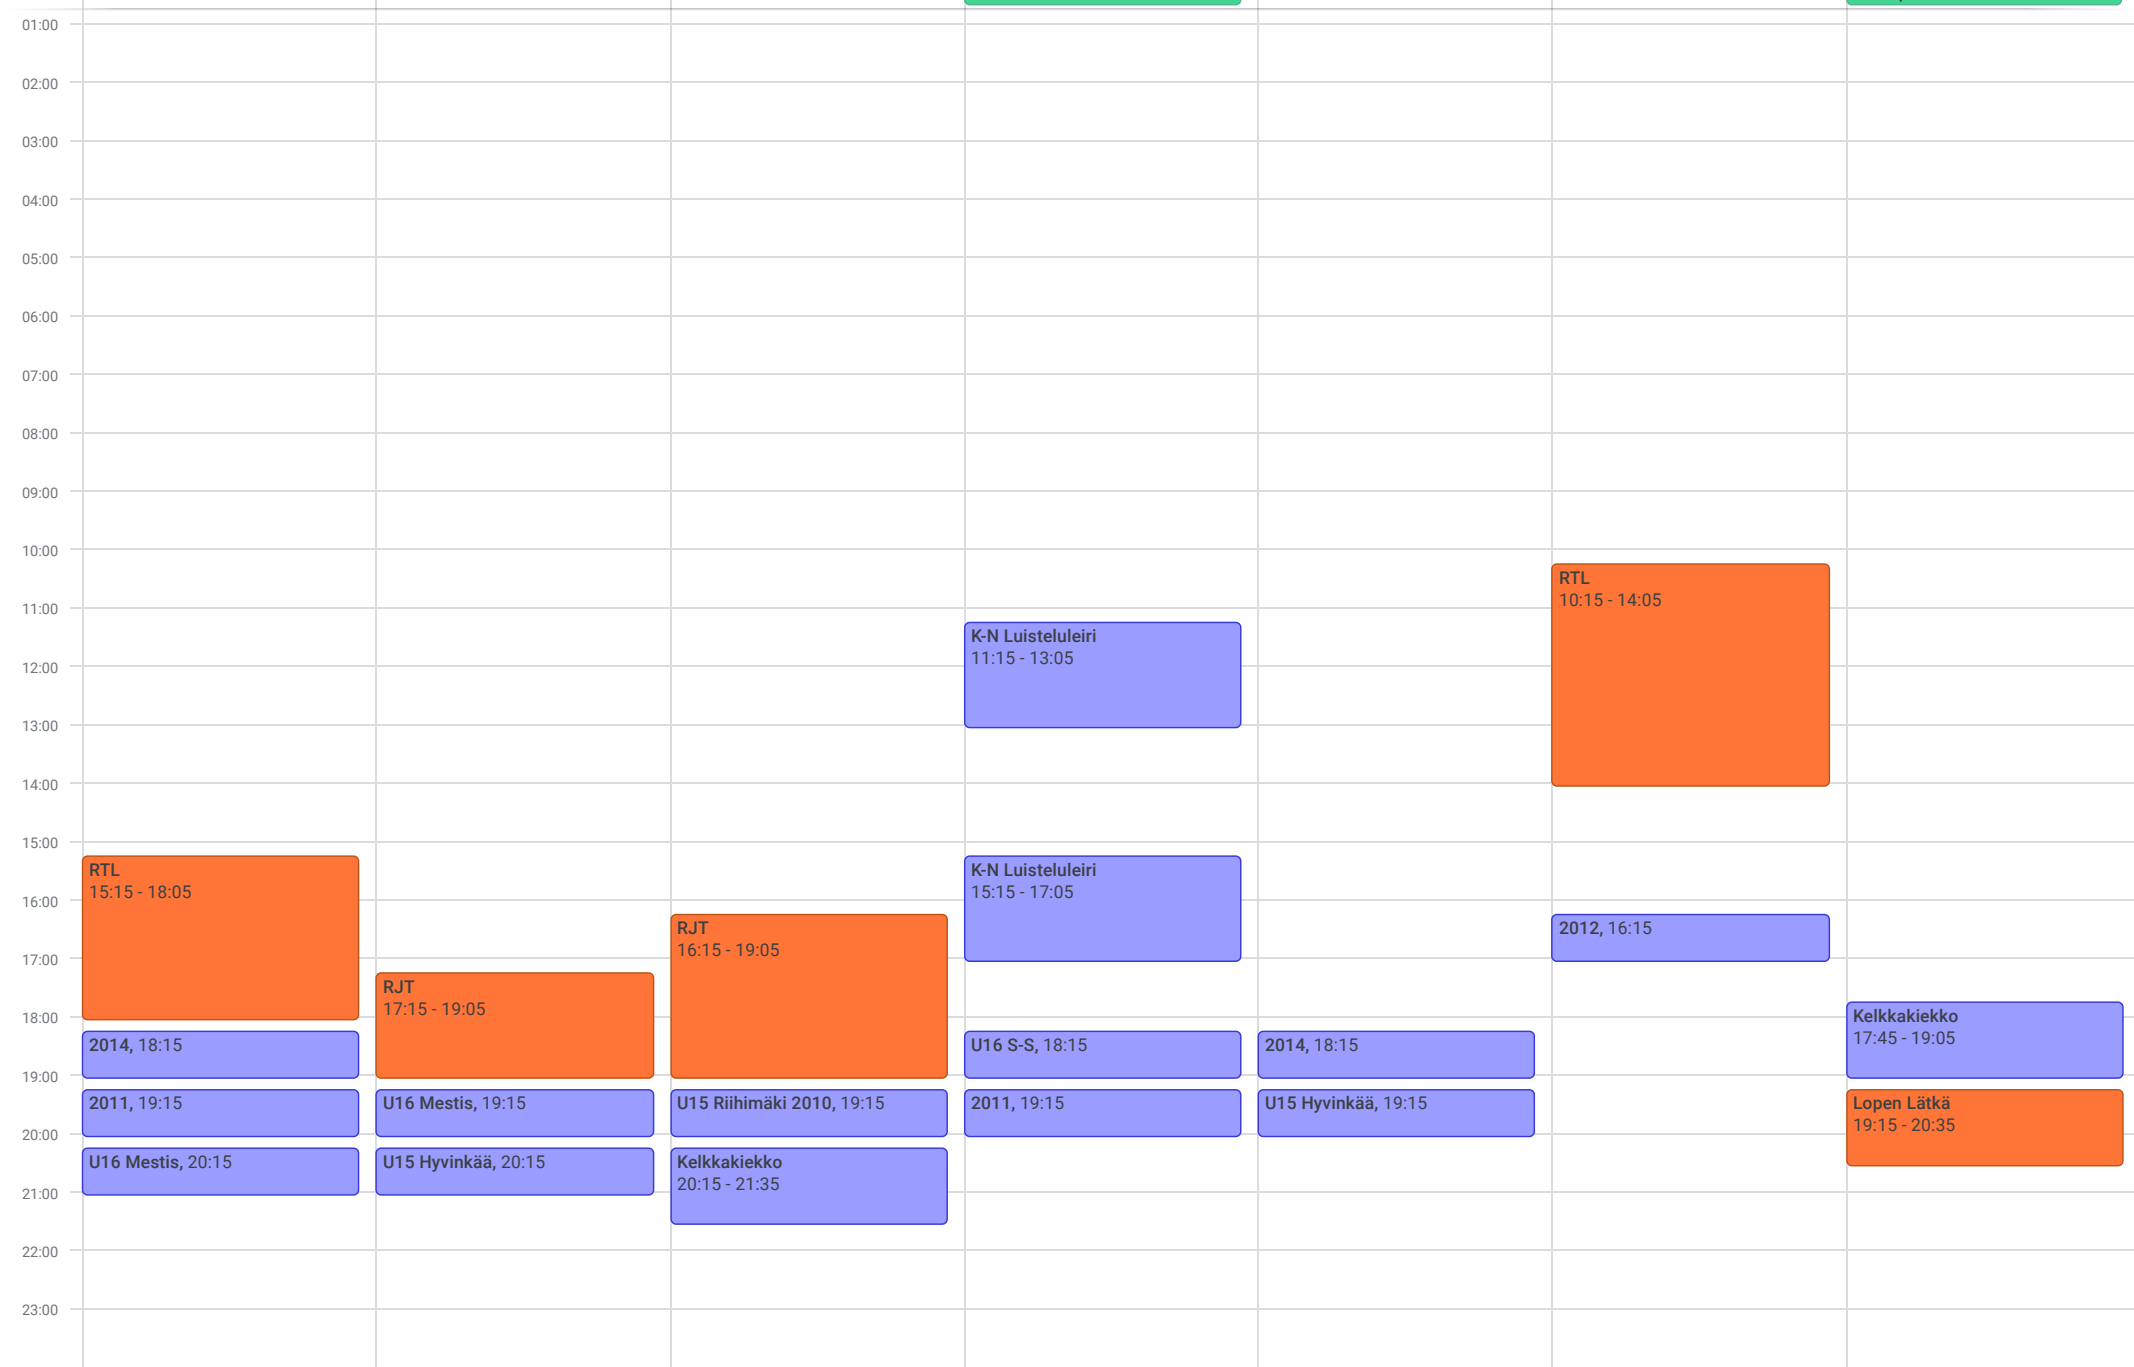 01:00
02:00
03:00
04:00
05:00
06:00
07:00
08:00
09:00
10:00
11:00
12:00
13:00
14:00
15:00
16:00
17:00
18:00
19:00
20:00
21:00
22:00
23:00
RTL
15:15 - 18:05
2014, 18:15
2011, 19:15
U16 Mestis, 20:15
RJT
17:15 - 19:05
U16 Mestis, 19:15
U15 Hyvinkää, 20:15
RJT
16:15 - 19:05
U15 Riihimäki 2010, 19:15
Kelkkakiekko
20:15 - 21:35
K-N Luisteluleiri
11:15 - 13:05
K-N Luisteluleiri
15:15 - 17:05
U16 S-S, 18:15
2011, 19:15
2014, 18:15
U15 Hyvinkää, 19:15
RTL
10:15 - 14:05
2012, 16:15
Kelkkakiekko
17:45 - 19:05
Lopen Lätkä
19:15 - 20:35